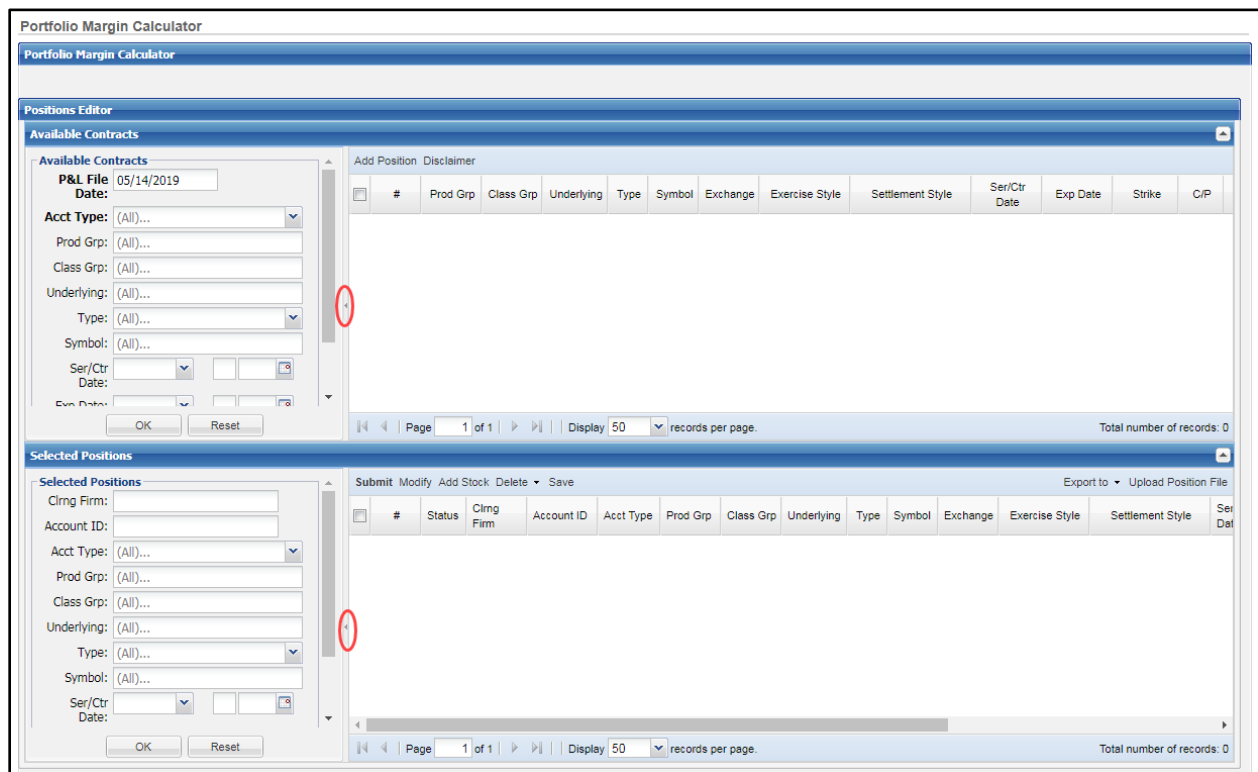 Portfolio Margin Calculator
Portfolio Margin Calculator
Positions Editor
Available Contracts
Available Contracts
P&L File Date: 05/14/2019
Acct Type: (All)...
Prod Grp: (All)...
Class Grp: (All)...
Underlying: (All)...
Type: (All)...
Symbol: (All)...
Ser/Ctr Date:
Exp Date:
OK Reset
Add Position Disclaimer
# Prod Grp Class Grp Underlying Type Symbol Exchange Exercise Style Settlement Style Ser/Ctr Date Exp Date Strike C/P
Page 1 of 1 Display 50 records per page. Total number of records: 0
Selected Positions
Selected Positions
Clrng Firm:
Account ID:
Acct Type: (All)...
Prod Grp: (All)...
Class Grp: (All)...
Underlying: (All)...
Type: (All)...
Symbol: (All)...
Ser/Ctr Date:
OK Reset
Submit Modify Add Stock Delete Save Export to Upload Position File
# Status Clrng Firm Account ID Acct Type Prod Grp Class Grp Underlying Type Symbol Exchange Exercise Style Settlement Style Ser Dat
Page 1 of 1 Display 50 records per page. Total number of records: 0